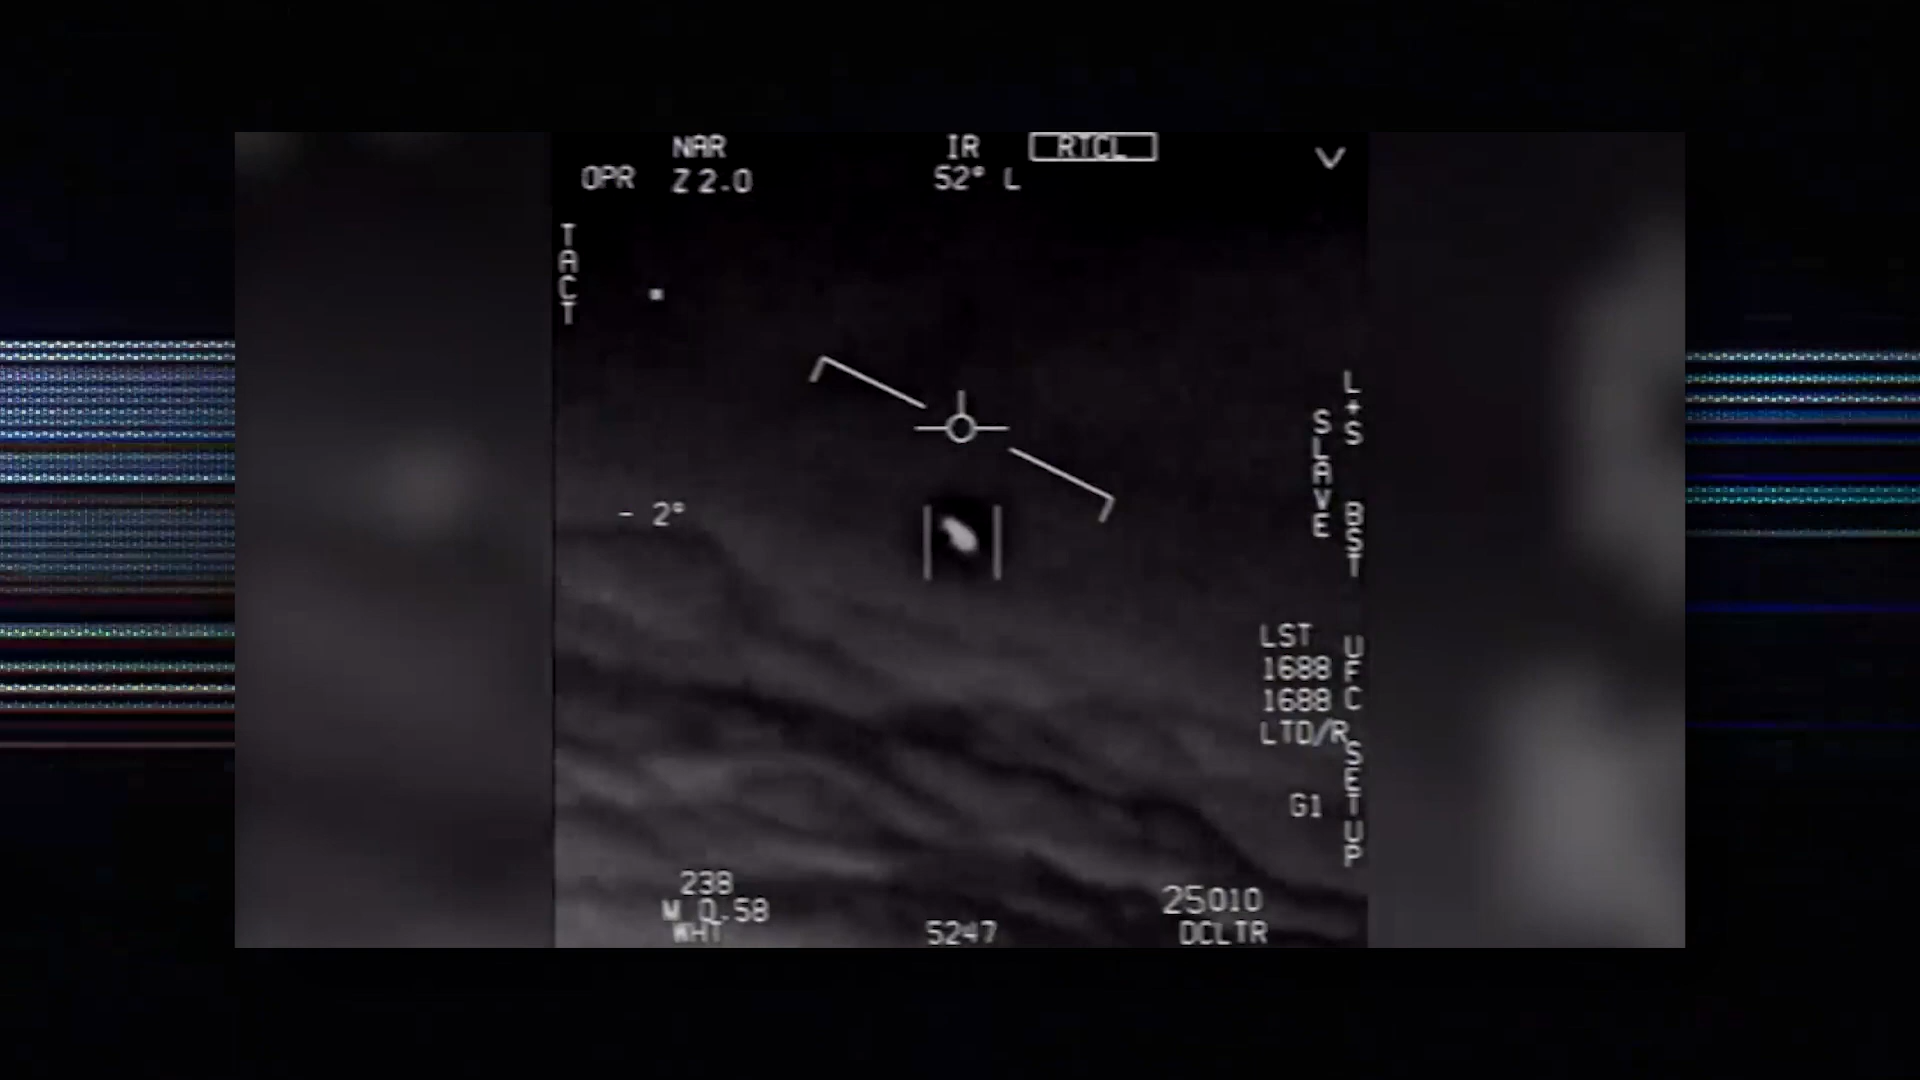 NAR IR RTCL
OPR Z 2.0 52° L
TACT
L+S
SLAVE
- 2°
BST
LST
1688
1688
LTD/R
UFC
SETUP
G1
238
M 0.58
WHT
5247
25010
DCLTR